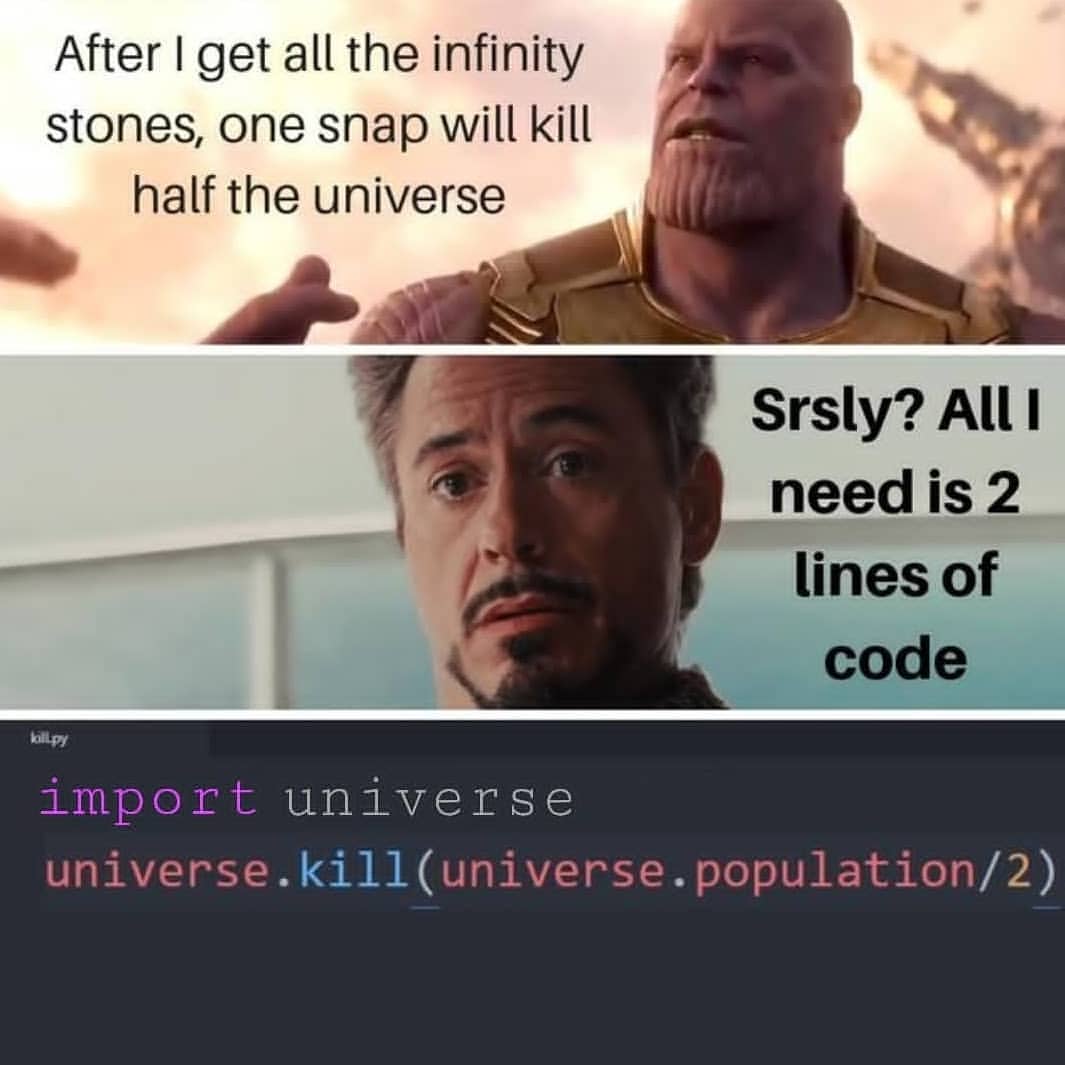 After I get all the infinity
stones, one snap will kill
half the universe
Srsly? All I
need is 2
lines of
code
kill.py
import universe
universe.kill(universe.population/2)